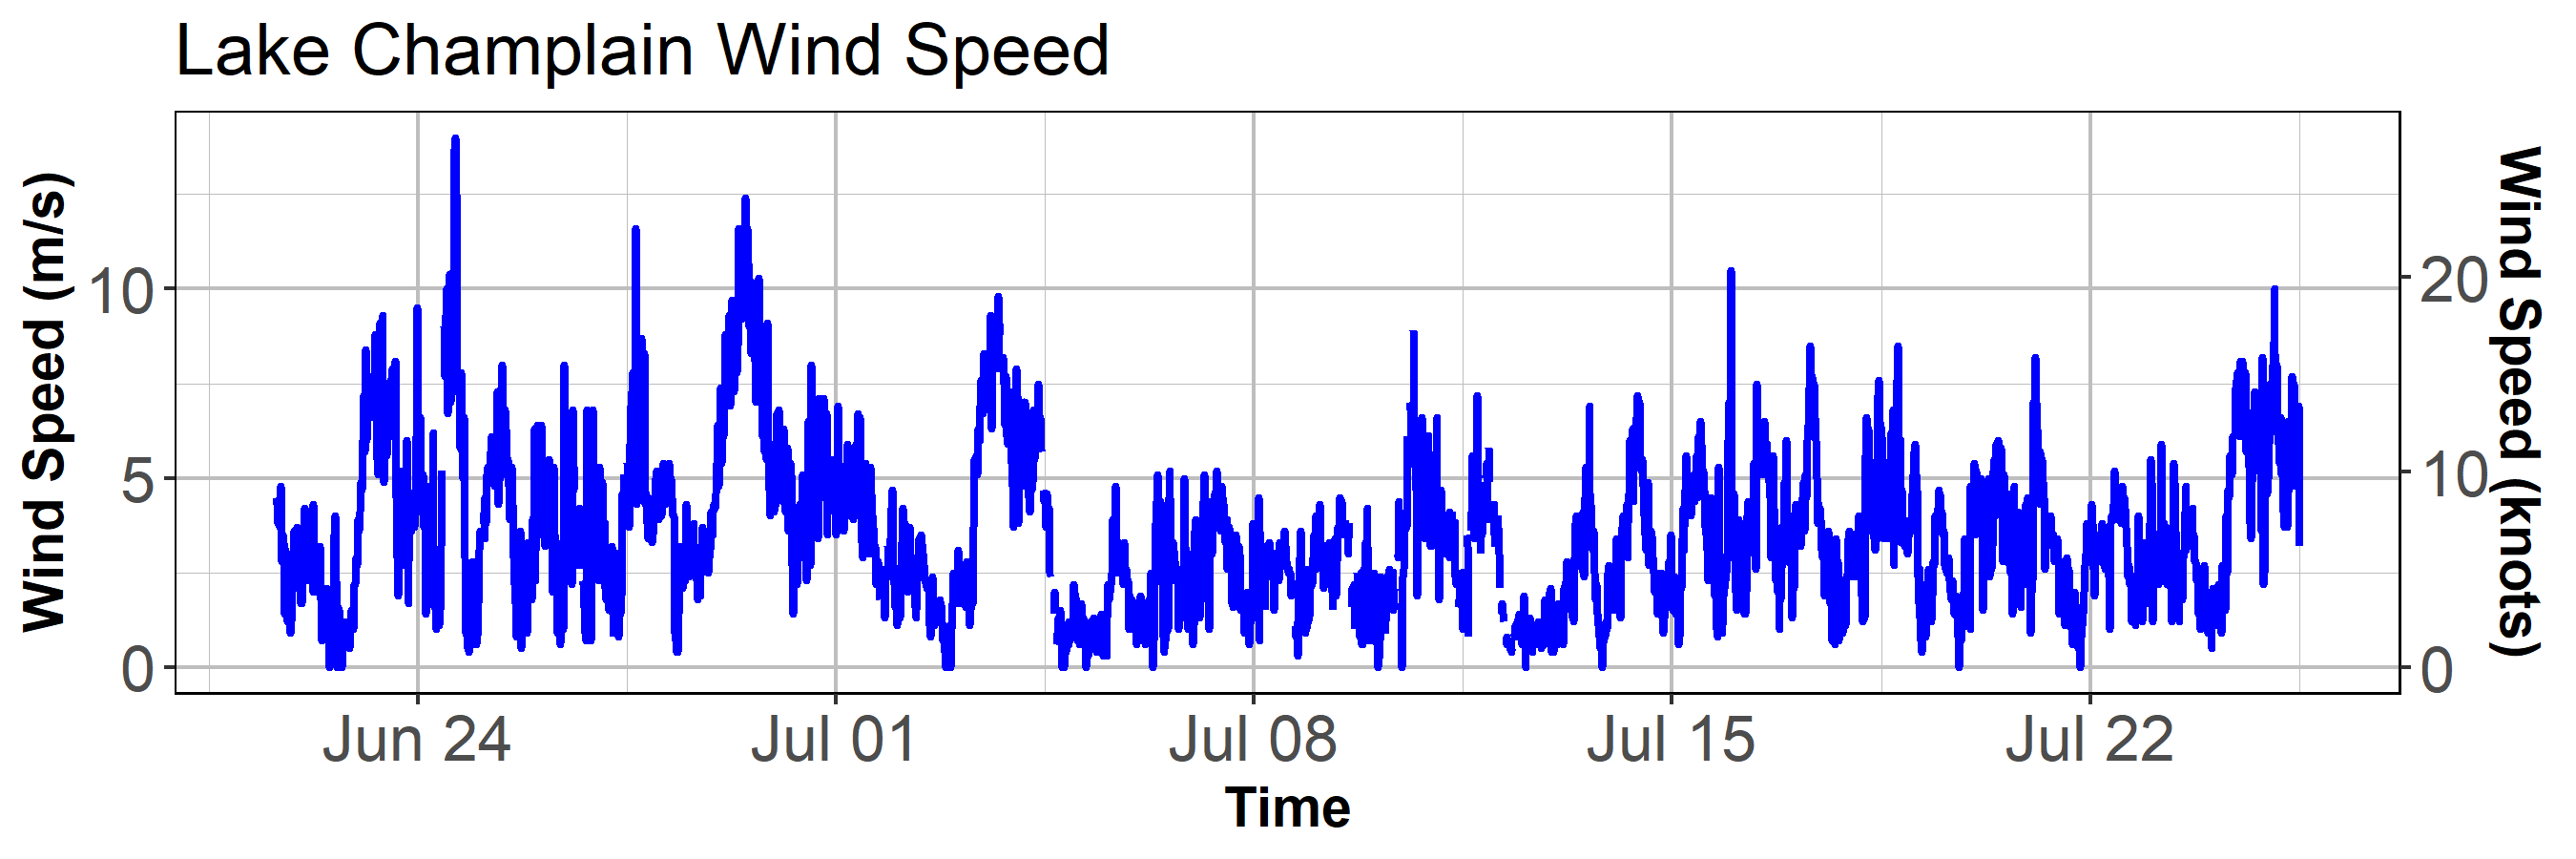 Lake Champlain Wind Speed
Wind Speed (m/s)
10
5
0
20
10
0
Wind Speed (knots)
Jun 24
Jul 01
Jul 08
Jul 15
Jul 22
Time